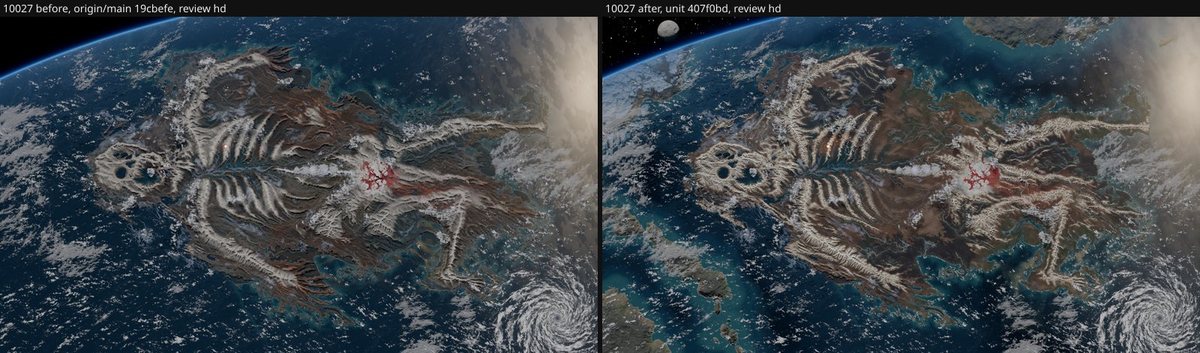 10027 before, origin/main 19cbefe, review hd
10027 after, unit 407f0bd, review hd